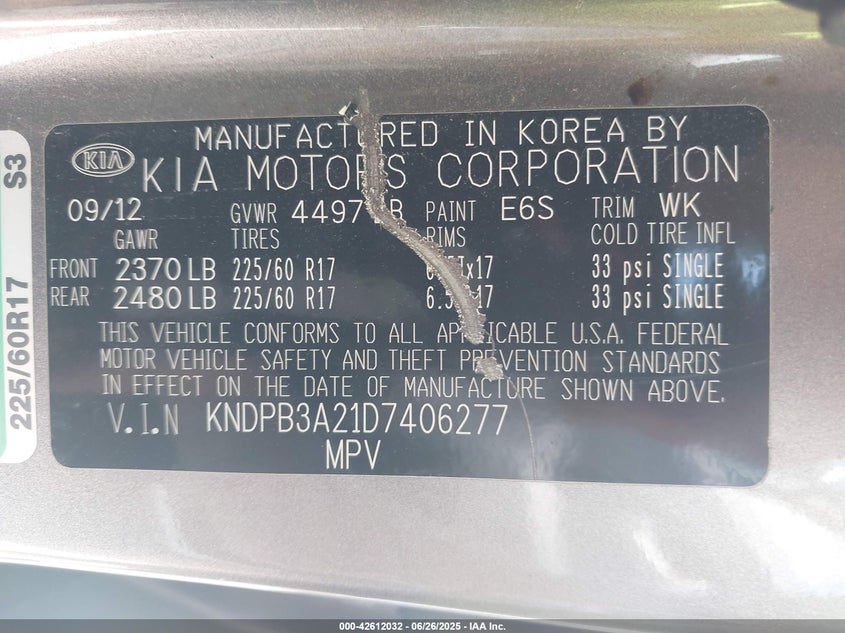 MANUFACTURED IN KOREA BY
KIA KIA MOTORS CORPORATION
09/12 GVWR 4497 LB PAINT E6S TRIM WK
GAWR TIRES RIMS COLD TIRE INFL
FRONT 2370 LB 225/60 R17 33 psi SINGLE
REAR 2480 LB 225/60 R17 33 psi SINGLE
THIS VEHICLE CONFORMS TO ALL APPLICABLE U.S.A. FEDERAL
MOTOR VEHICLE SAFETY AND THEFT PREVENTION STANDARDS
IN EFFECT ON THE DATE OF MANUFACTURE SHOWN ABOVE.
V.I.N KNDPB3A21D7406277
MPV
225/60R17 S3
000-42612032 - 06/26/2025 - IAA Inc.